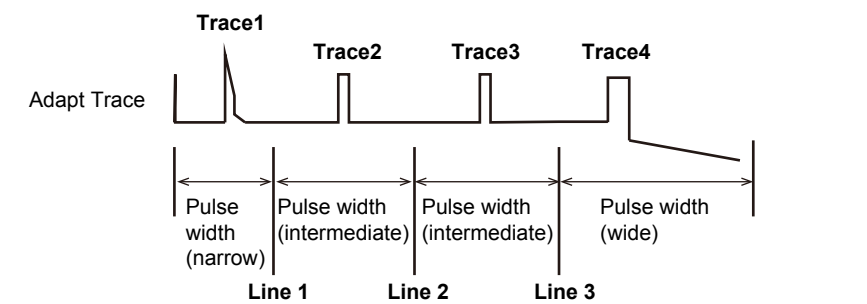 Trace1
Trace2
Trace3
Trace4
Adapt Trace
Pulse
width
(narrow)
Pulse width
(intermediate)
Pulse width
(intermediate)
Pulse width
(wide)
Line 1
Line 2
Line 3